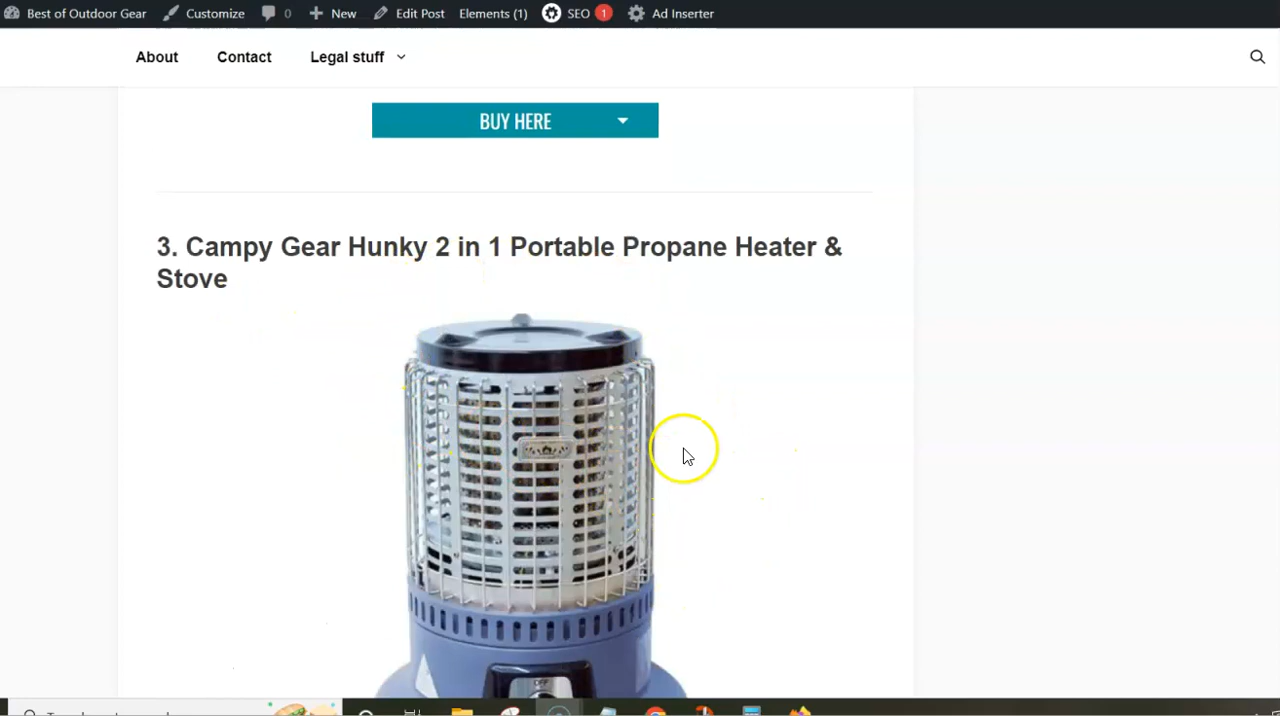 Best of Outdoor Gear Customize 0 New Edit Post Elements (1) SEO 1 Ad Inserter
About Contact Legal stuff
BUY HERE
3. Campy Gear Hunky 2 in 1 Portable Propane Heater &
Stove
OFF